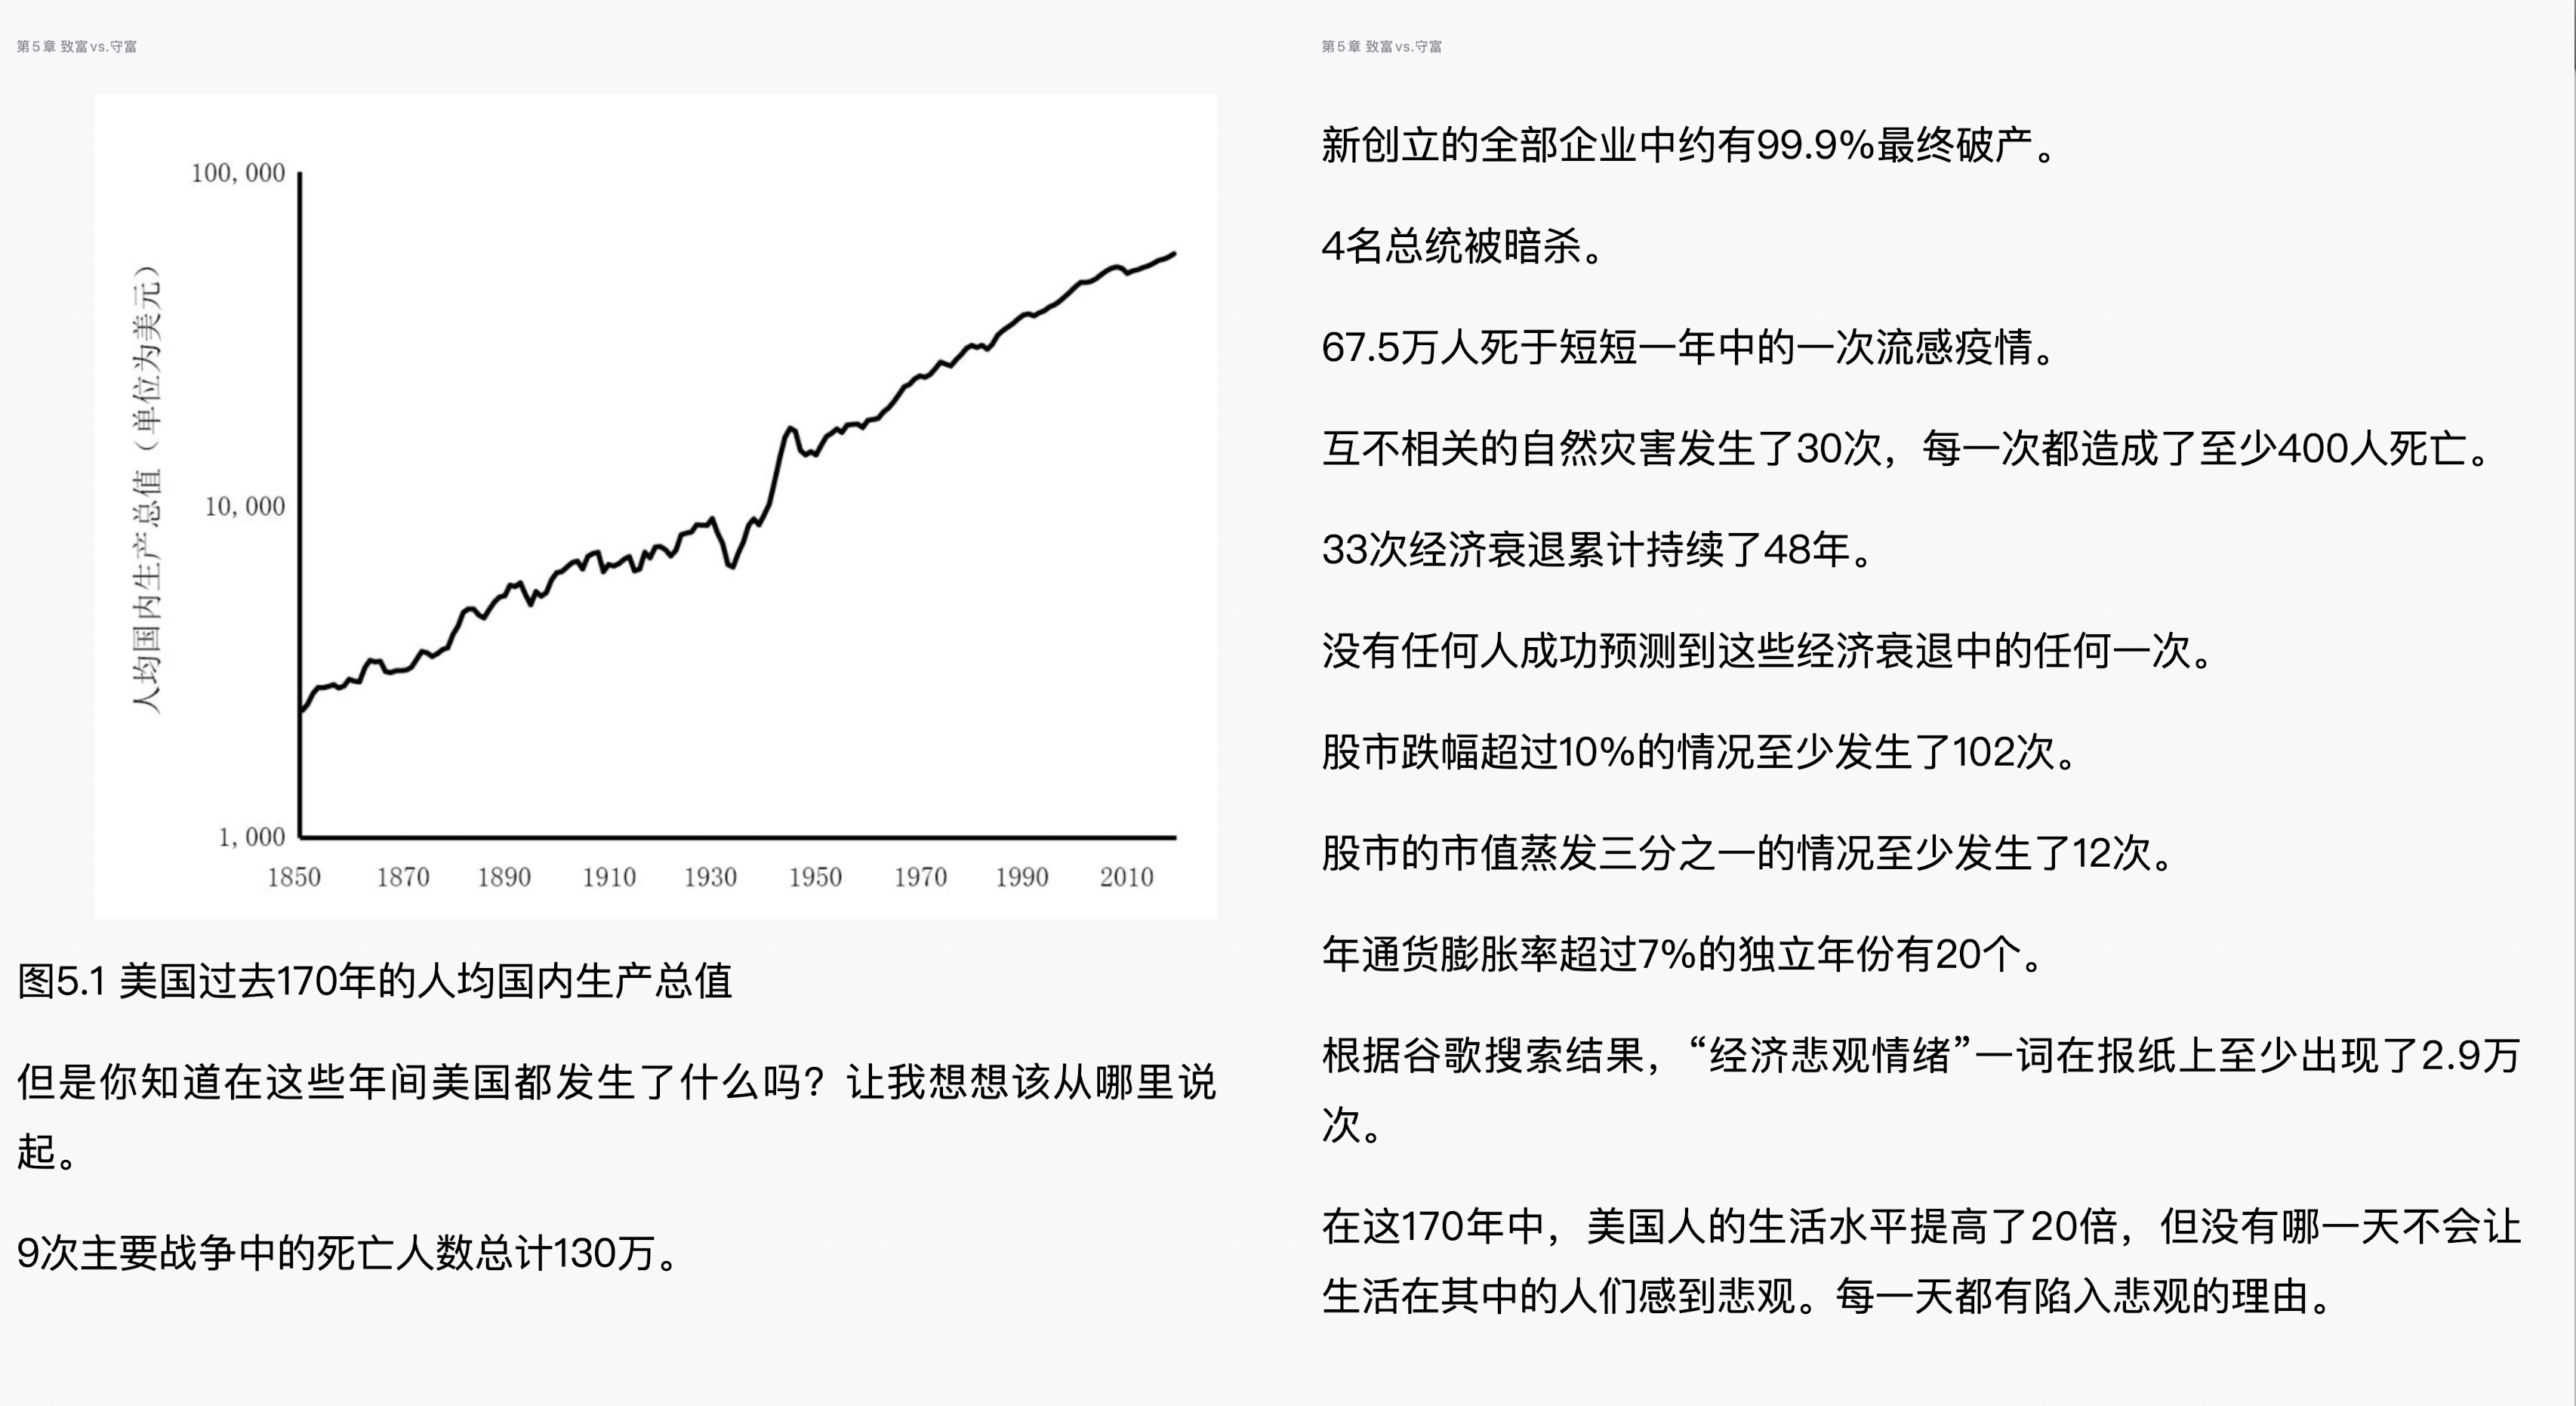 第5章 致富vs.守富
100,000
10,000
1,000
人均国内生产总值（单位为美元）
1850 1870 1890 1910 1930 1950 1970 1990 2010
图5.1 美国过去170年的人均国内生产总值
但是你知道在这些年间美国都发生了什么吗？让我想想该从哪里说
起。
9次主要战争中的死亡人数总计130万。
第5章 致富vs.守富
新创立的全部企业中约有99.9%最终破产。
4名总统被暗杀。
67.5万人死于短短一年中的一次流感疫情。
互不相关的自然灾害发生了30次，每一次都造成了至少400人死亡。
33次经济衰退累计持续了48年。
没有任何人成功预测到这些经济衰退中的任何一次。
股市跌幅超过10%的情况至少发生了102次。
股市的市值蒸发三分之一的情况至少发生了12次。
年通货膨胀率超过7%的独立年份有20个。
根据谷歌搜索结果，“经济悲观情绪”一词在报纸上至少出现了2.9万
次。
在这170年中，美国人的生活水平提高了20倍，但没有哪一天不会让
生活在其中的人们感到悲观。每一天都有陷入悲观的理由。